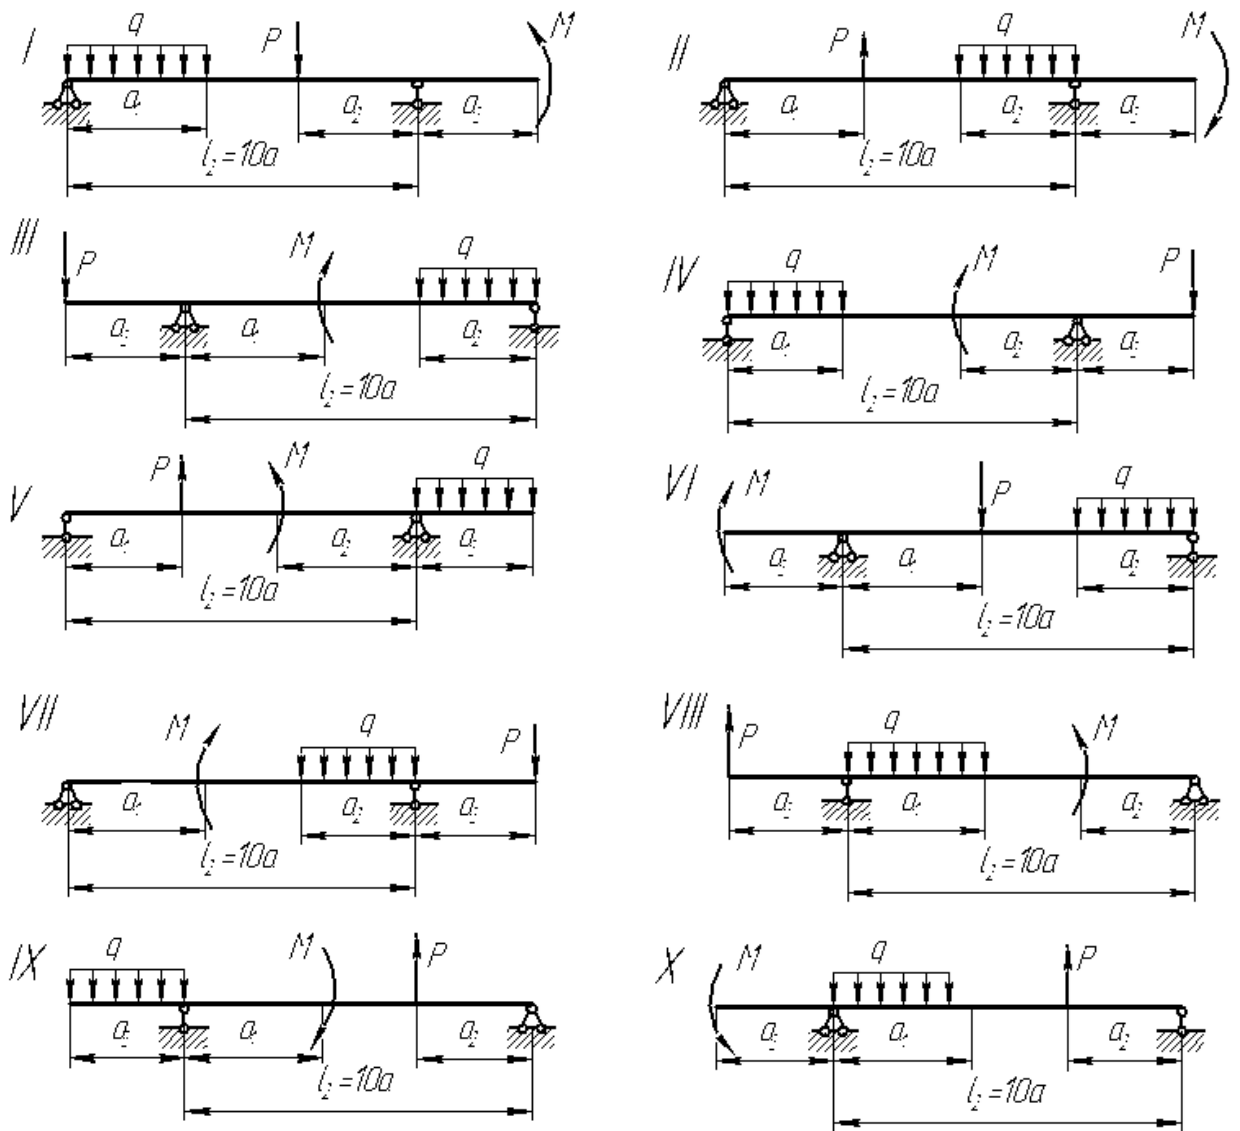 I q P M
a₁ a₂ a₃
l₂=10a
II P q M
a₁ a₂ a₃
l₂=10a
III P M q
a₃ a₁ a₂
l₂=10a
IV q M P
a₁ a₂ a₃
l₂=10a
V P M q
a₁ a₂ a₃
l₂=10a
VI M P q
a₃ a₁ a₂
l₂=10a
VII M q P
a₁ a₂ a₃
l₂=10a
VIII P q M
a₃ a₁ a₂
l₂=10a
IX q M P
a₃ a₁ a₂
l₂=10a
X M q P
a₃ a₁ a₂
l₂=10a